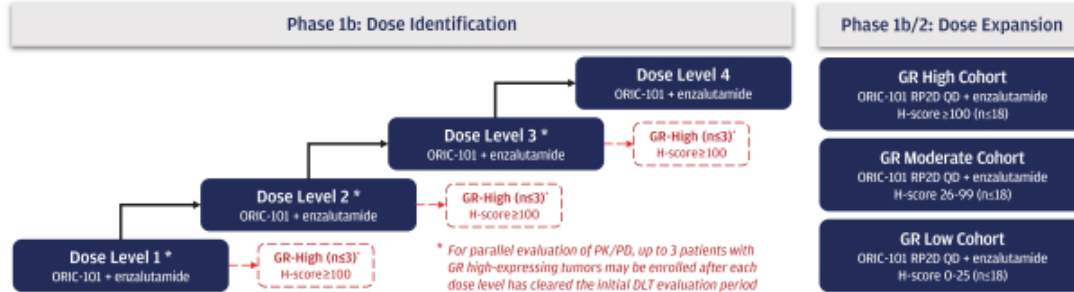 Phase 1b: Dose Identification
Phase 1b/2: Dose Expansion
Dose Level 4
ORIC-101 + enzalutamide
Dose Level 3 *
ORIC-101 + enzalutamide
GR-High (n≤3)*
H-score≥100
Dose Level 2 *
ORIC-101 + enzalutamide
GR-High (n≤3)*
H-score≥100
Dose Level 1 *
ORIC-101 + enzalutamide
GR-High (n≤3)*
H-score≥100
* For parallel evaluation of PK/PD, up to 3 patients with
GR high-expressing tumors may be enrolled after each
dose level has cleared the initial DLT evaluation period
GR High Cohort
ORIC-101 RP2D QD + enzalutamide
H-score ≥100 (n≤18)
GR Moderate Cohort
ORIC-101 RP2D QD + enzalutamide
H-score 26-99 (n≤18)
GR Low Cohort
ORIC-101 RP2D QD + enzalutamide
H-score 0-25 (n≤18)